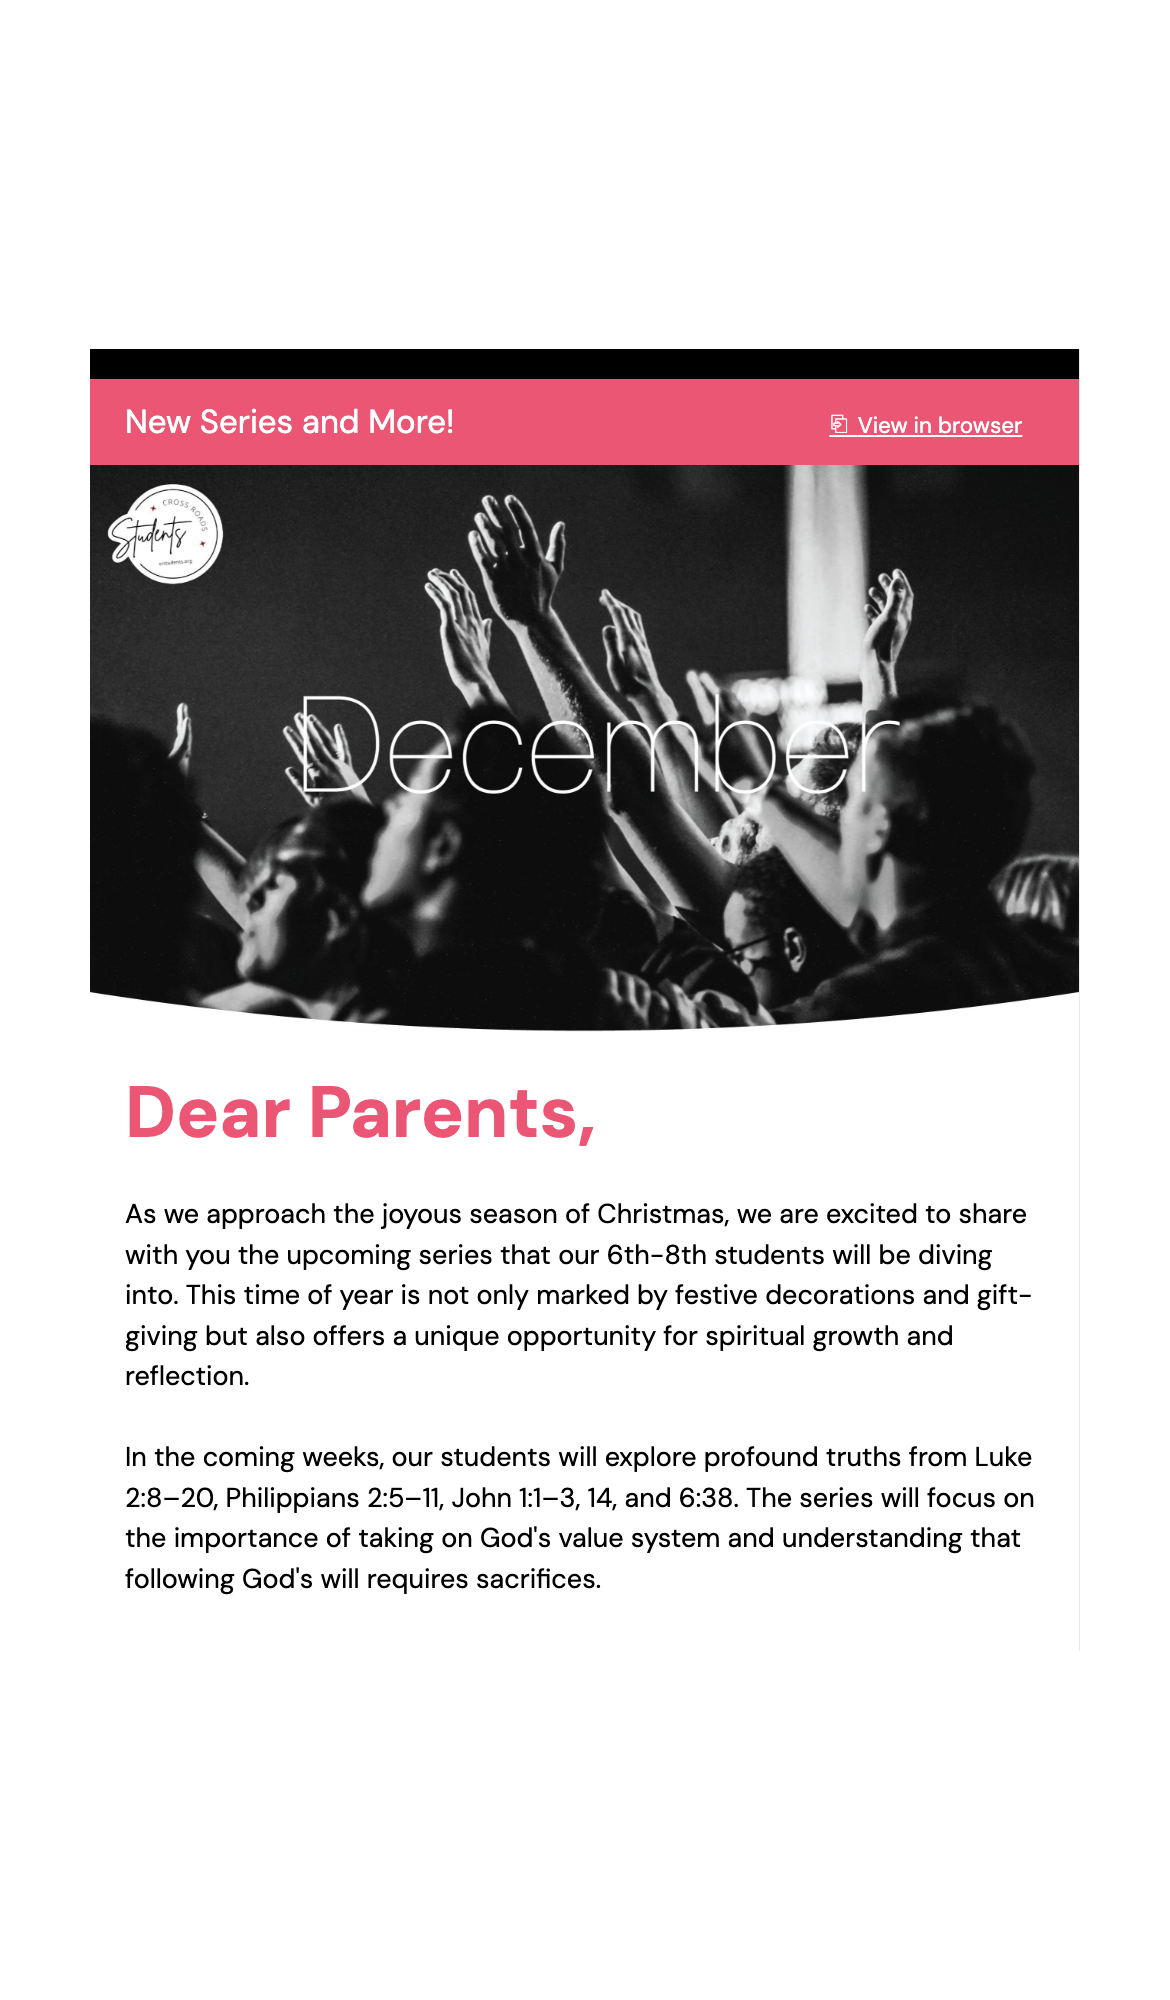 New Series and More!
View in browser
CROSS ROADS
Students
crstudents.org
December
Dear Parents,
As we approach the joyous season of Christmas, we are excited to share
with you the upcoming series that our 6th-8th students will be diving
into. This time of year is not only marked by festive decorations and gift-
giving but also offers a unique opportunity for spiritual growth and
reflection.
In the coming weeks, our students will explore profound truths from Luke
2:8–20, Philippians 2:5–11, John 1:1–3, 14, and 6:38. The series will focus on
the importance of taking on God's value system and understanding that
following God's will requires sacrifices.